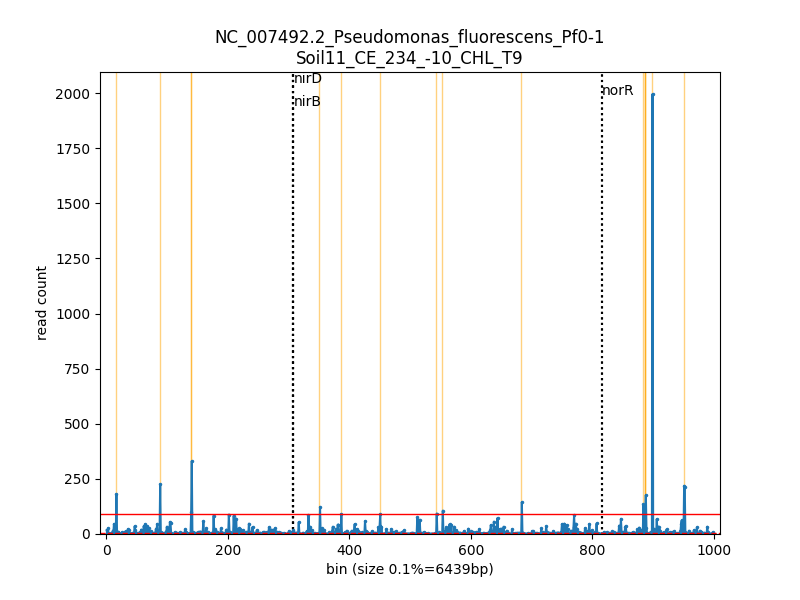 NC_007492.2_Pseudomonas_fluorescens_Pf0-1
Soil11_CE_234_-10_CHL_T9
nirD
nirB
norR
2000
1750
1500
1250
1000
750
500
250
0
read count
0 200 400 600 800 1000
bin (size 0.1%=6439bp)